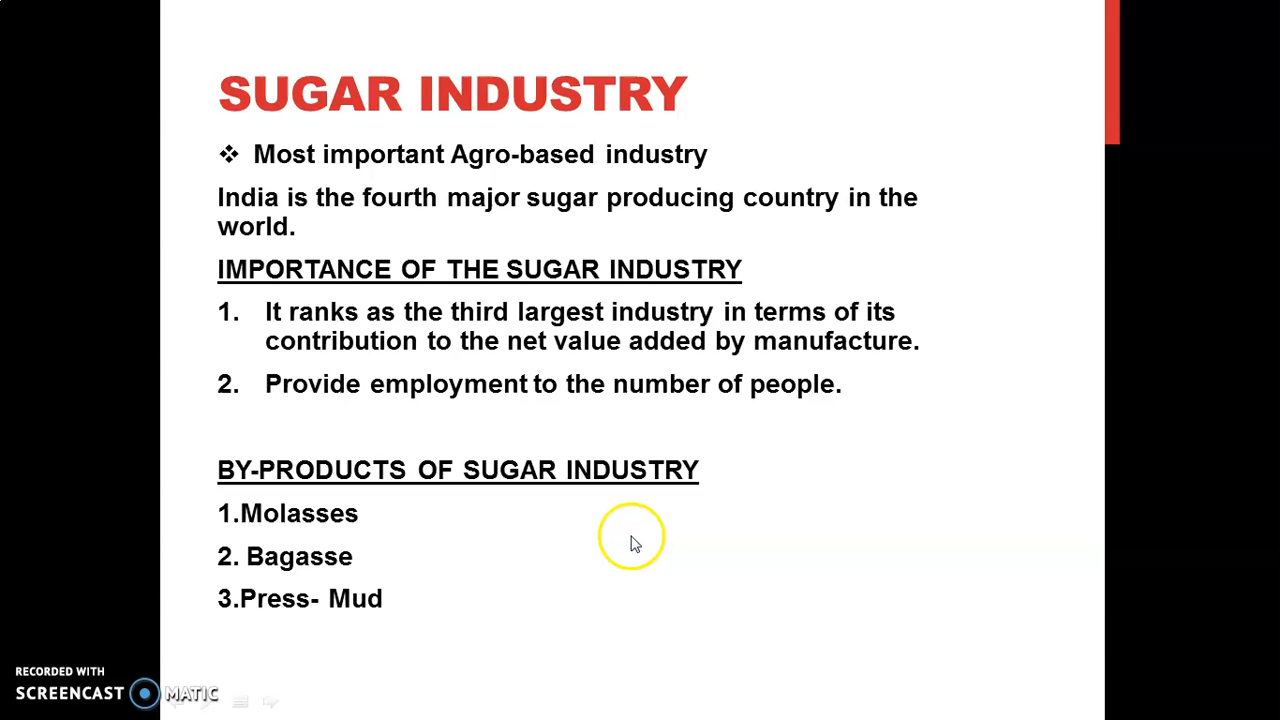 SUGAR INDUSTRY
❖ Most important Agro-based industry
India is the fourth major sugar producing country in the
world.
IMPORTANCE OF THE SUGAR INDUSTRY
1. It ranks as the third largest industry in terms of its
contribution to the net value added by manufacture.
2. Provide employment to the number of people.
BY-PRODUCTS OF SUGAR INDUSTRY
1.Molasses
2. Bagasse
3.Press- Mud
RECORDED WITH
SCREENCAST MATIC